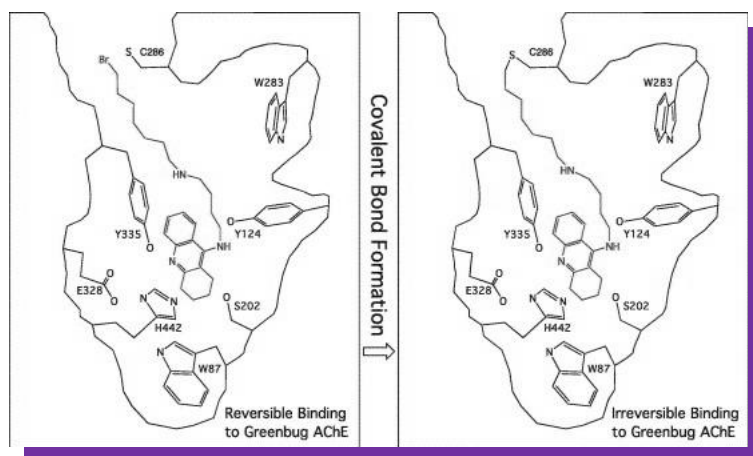 S C286
Br
W283
N
HN
Y335
O
NH
N
O Y124
E328
O
O
N N
H442
O
S202
N
W87
Reversible Binding
to Greenbug AChE
Covalent Bond Formation
S C286
W283
N
HN
Y335
O
NH
N
O Y124
E328
O
O
N N
H442
O
S202
N
W87
Irreversible Binding
to Greenbug AChE